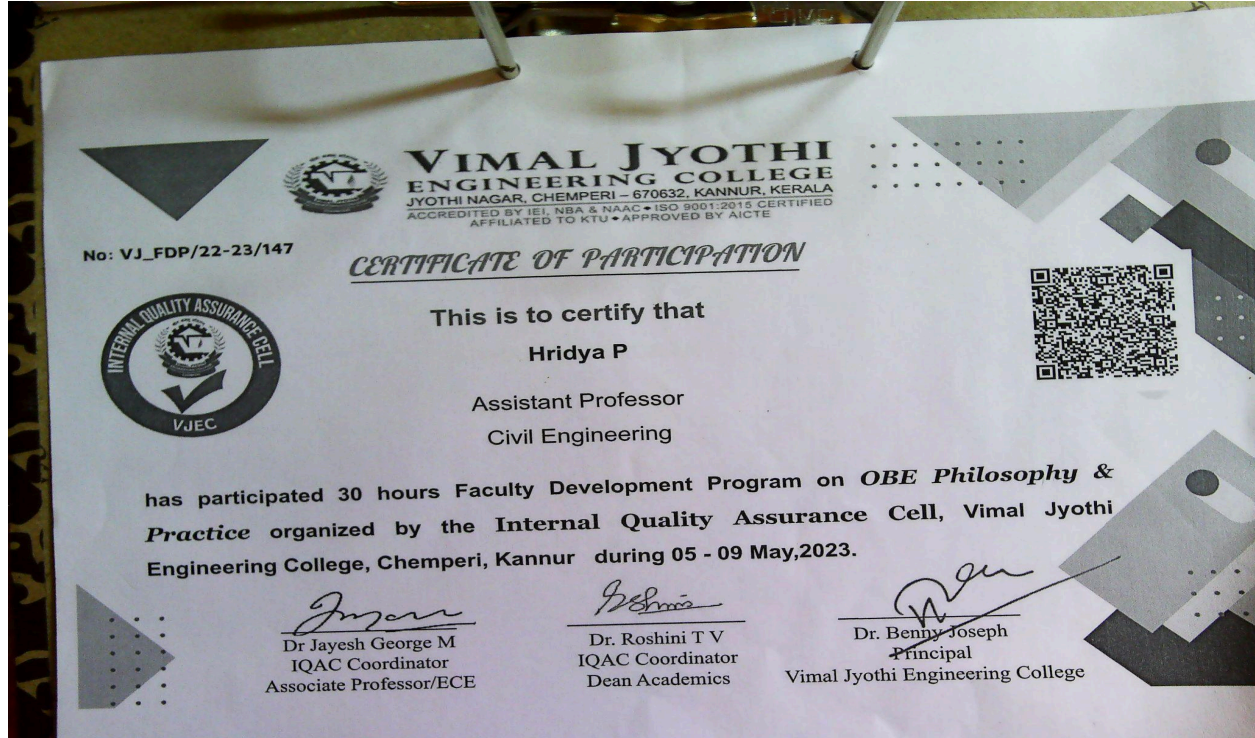 VIMAL JYOTHI
ENGINEERING COLLEGE
JYOTHI NAGAR, CHEMPERI – 670632, KANNUR, KERALA
ACCREDITED BY IEI, NBA & NAAC ◆ ISO 9001:2015 CERTIFIED
AFFILIATED TO KTU ◆ APPROVED BY AICTE
No: VJ_FDP/22-23/147
CERTIFICATE OF PARTICIPATION
INTERNAL QUALITY ASSURANCE CELL
VJEC
This is to certify that
Hridya P
Assistant Professor
Civil Engineering
has participated 30 hours Faculty Development Program on OBE Philosophy &
Practice organized by the Internal Quality Assurance Cell, Vimal Jyothi
Engineering College, Chemperi, Kannur during 05 - 09 May,2023.
Dr Jayesh George M
IQAC Coordinator
Associate Professor/ECE
Dr. Roshini T V
IQAC Coordinator
Dean Academics
Dr. Benny Joseph
Principal
Vimal Jyothi Engineering College